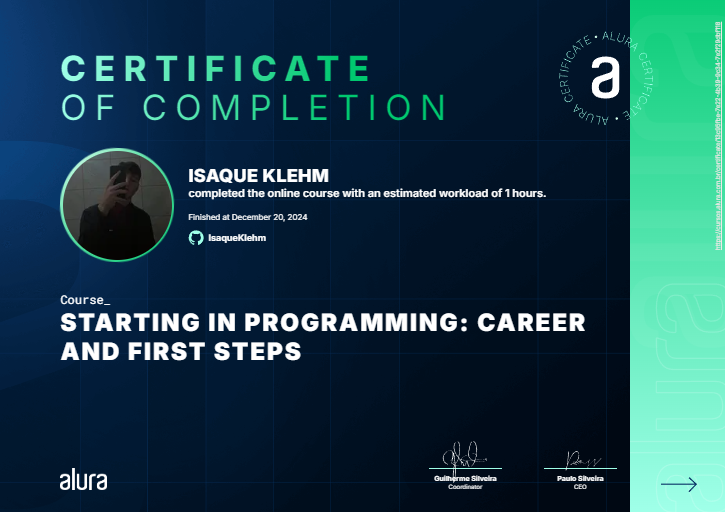 CERTIFICATE
OF COMPLETION
• ALURA CERTIFICATE • ALURA CERTIFICATE
a
ISAQUE KLEHM
completed the online course with an estimated workload of 1 hours.
Finished at December 20, 2024
IsaqueKlehm
Course_
STARTING IN PROGRAMMING: CAREER
AND FIRST STEPS
alura
Guilherme Silveira
Coordinator
Paulo Silveira
CEO
alura